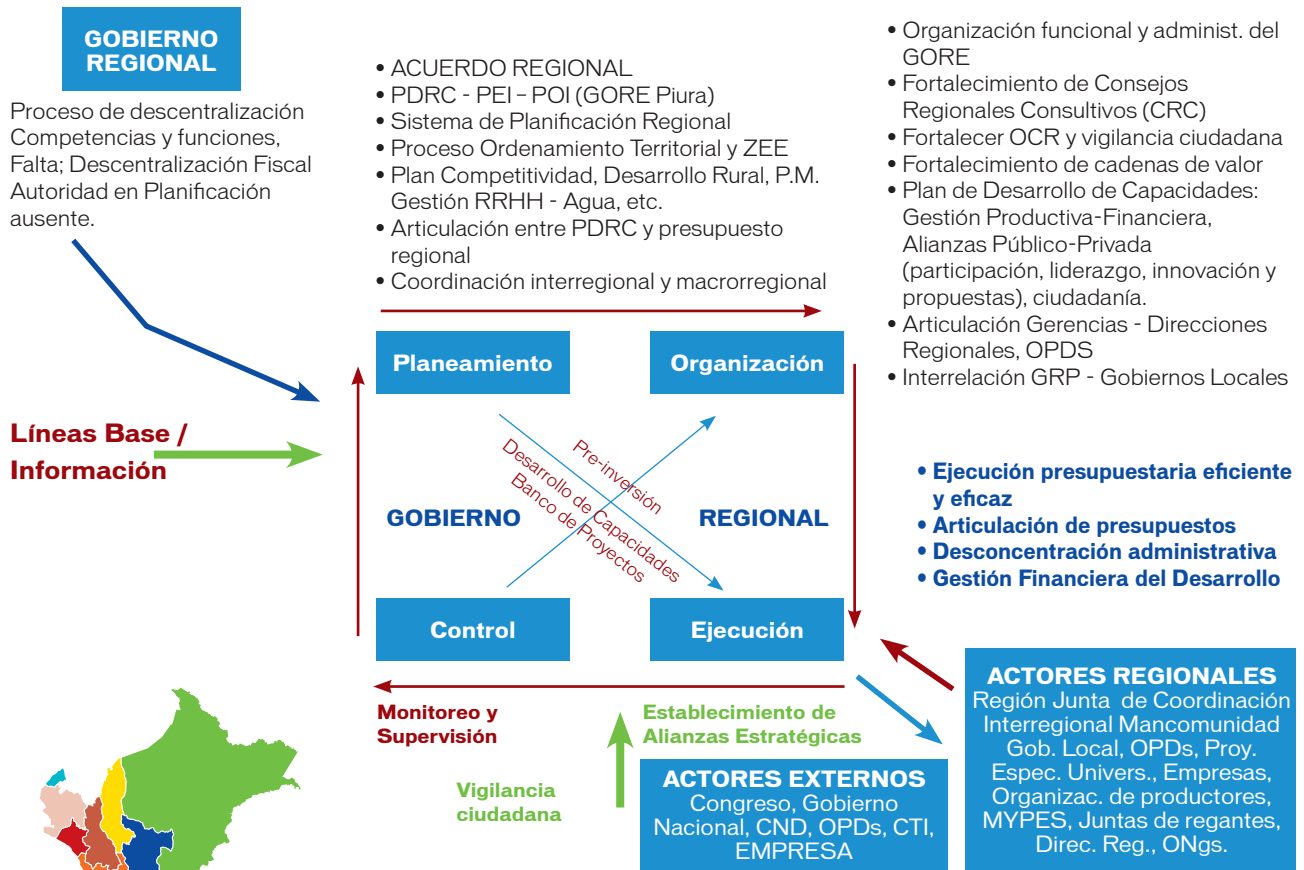 GOBIERNO
REGIONAL
Proceso de descentralización
Competencias y funciones,
Falta; Descentralización Fiscal
Autoridad en Planificación
ausente.
• ACUERDO REGIONAL
• PDRC - PEI – POI (GORE Piura)
• Sistema de Planificación Regional
• Proceso Ordenamiento Territorial y ZEE
• Plan Competitividad, Desarrollo Rural, P.M.
Gestión RRHH - Agua, etc.
• Articulación entre PDRC y presupuesto
regional
• Coordinación interregional y macrorregional
• Organización funcional y administ. del
GORE
• Fortalecimiento de Consejos
Regionales Consultivos (CRC)
• Fortalecer OCR y vigilancia ciudadana
• Fortalecimiento de cadenas de valor
• Plan de Desarrollo de Capacidades:
Gestión Productiva-Financiera,
Alianzas Público-Privada
(participación, liderazgo, innovación y
propuestas), ciudadanía.
• Articulación Gerencias - Direcciones
Regionales, OPDS
• Interrelación GRP - Gobiernos Locales
Planeamiento
Organización
Líneas Base /
Información
Pre-inversión
Desarrollo de Capacidades
Banco de Proyectos
GOBIERNO
REGIONAL
• Ejecución presupuestaria eficiente
y eficaz
• Articulación de presupuestos
• Desconcentración administrativa
• Gestión Financiera del Desarrollo
Control
Ejecución
Monitoreo y
Supervisión
Establecimiento de
Alianzas Estratégicas
Vigilancia
ciudadana
ACTORES EXTERNOS
Congreso, Gobierno
Nacional, CND, OPDs, CTI,
EMPRESA
ACTORES REGIONALES
Región Junta de Coordinación
Interregional Mancomunidad
Gob. Local, OPDs, Proy.
Espec. Univers., Empresas,
Organizac. de productores,
MYPES, Juntas de regantes,
Direc. Reg., ONgs.